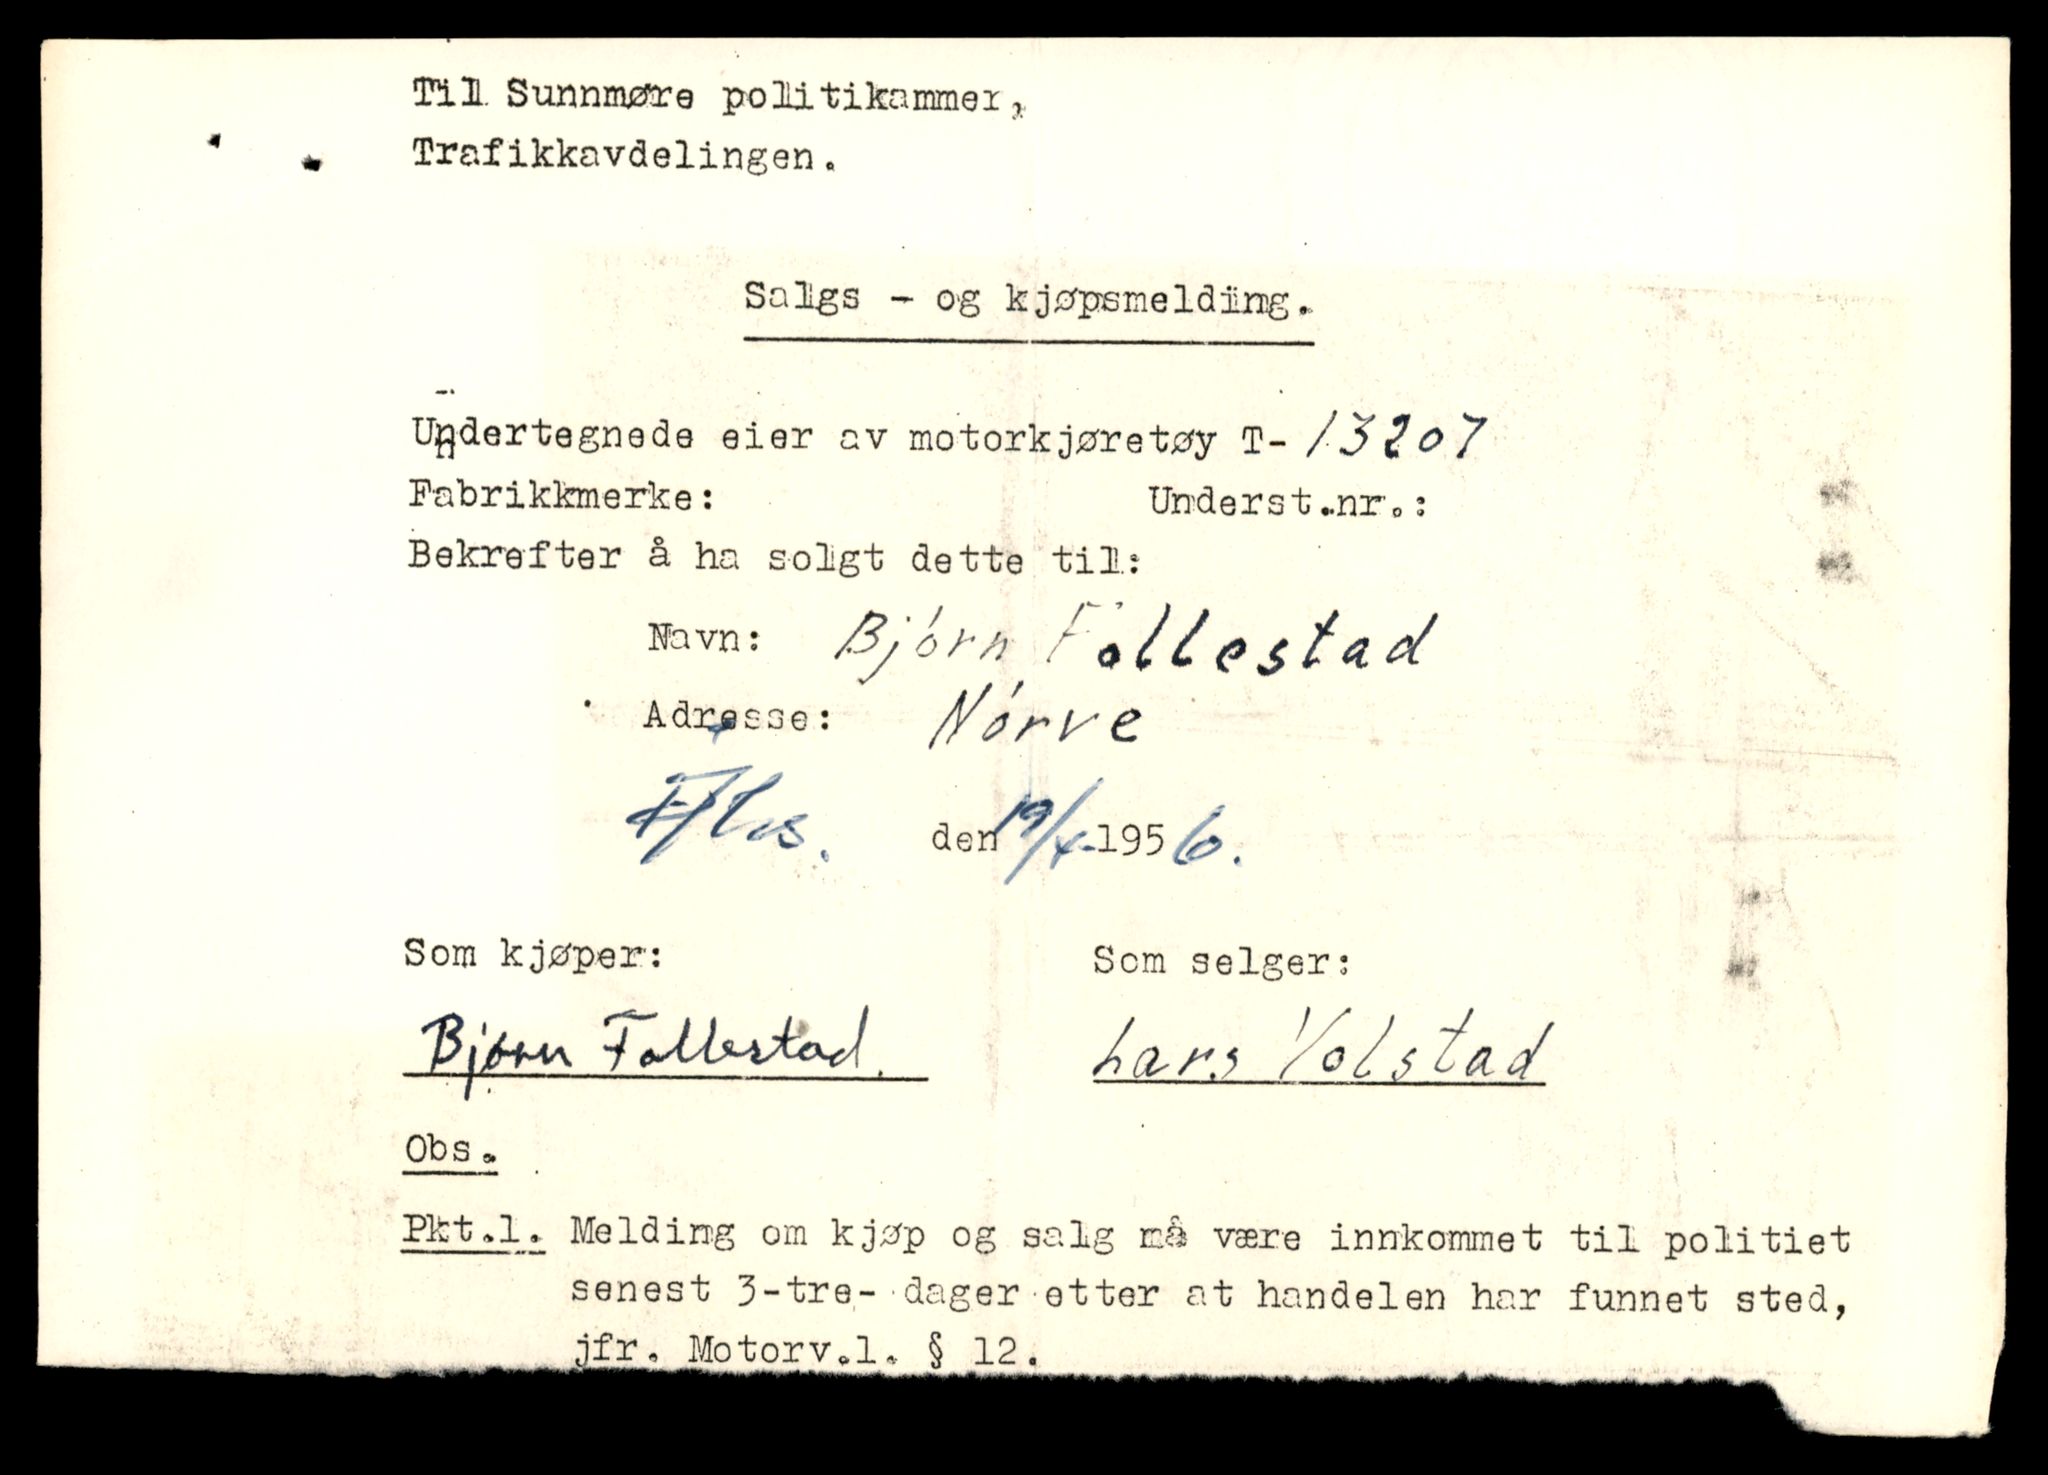 Til Sunnmøre politikammer,
Trafikkavdelingen.
Salgs - og kjøpsmelding.
Undertegnede eier av motorkjøretøy T- 13207
Fabrikkmerke: Underst.nr.:
Bekrefter å ha solgt dette til:
Navn: Bjørn Follestad
Adresse: Nørve
den 19/4-1956.
Som kjøper: Som selger:
Bjørn Follestad. Lars Volstad
Obs.
Pkt.1. Melding om kjøp og salg må være innkommet til politiet
senest 3-tre- dager etter at handelen har funnet sted,
jfr. Motorv.l. § 12.